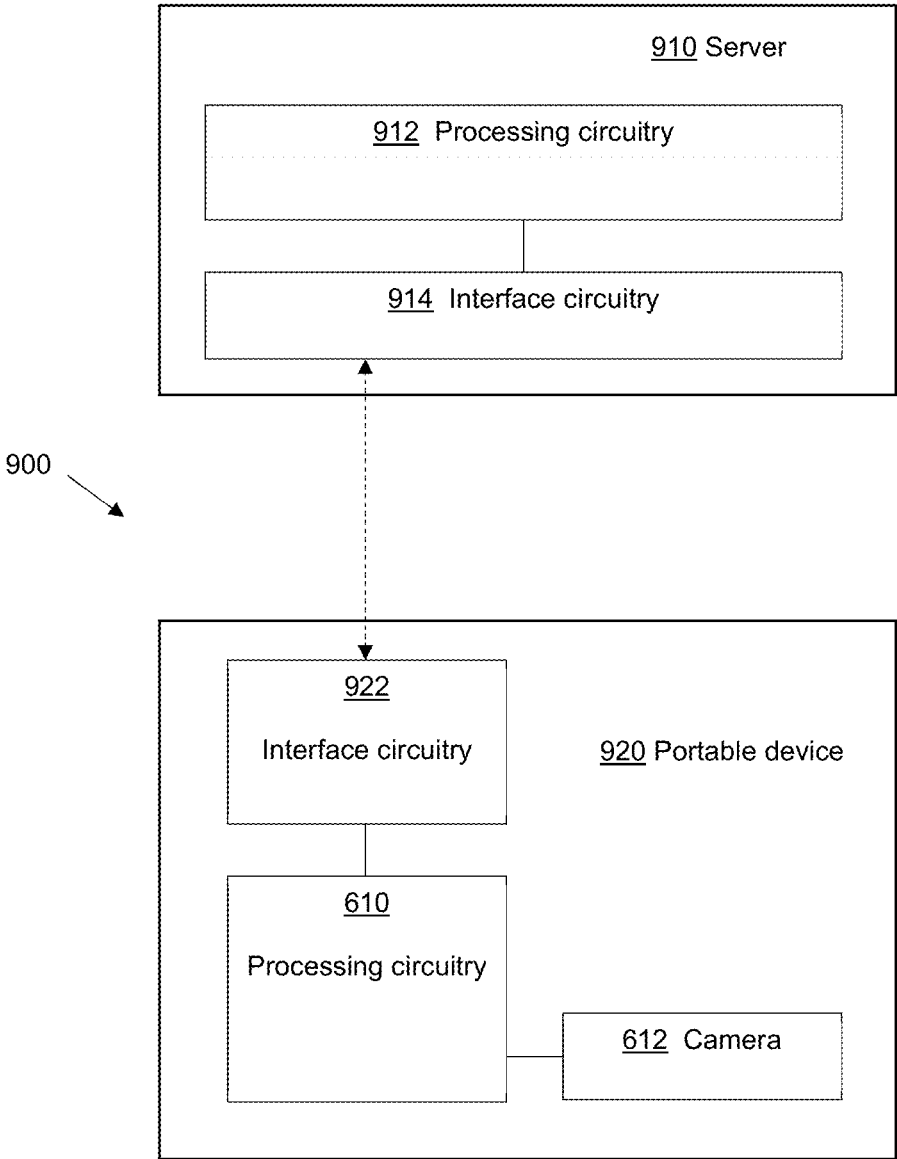 910 Server
912 Processing circuitry
914 Interface circuitry
900
922
Interface circuitry
920 Portable device
610
Processing circuitry
612 Camera